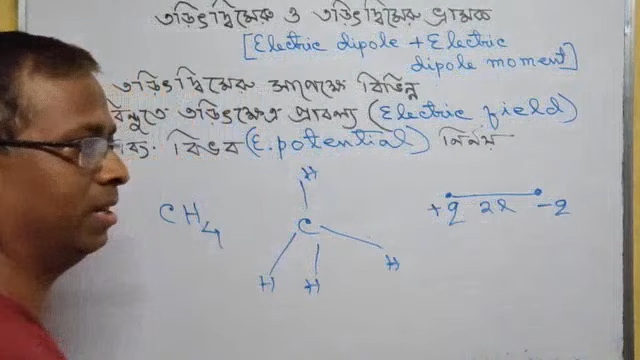 তড়িৎদ্বিমেরু ও তড়িৎদ্বিমেরু ভ্রামক
[Electric dipole + Electric
dipole moment]
তড়িৎদ্বিমেরু সাপেক্ষে বিভিন্ন
বিন্দুতে তড়িৎক্ষেত্র প্রাবল্য (Electric field)
বিভব (E. potential) নির্ণয়
H
CH4
C
+q 2l -q
H
H H